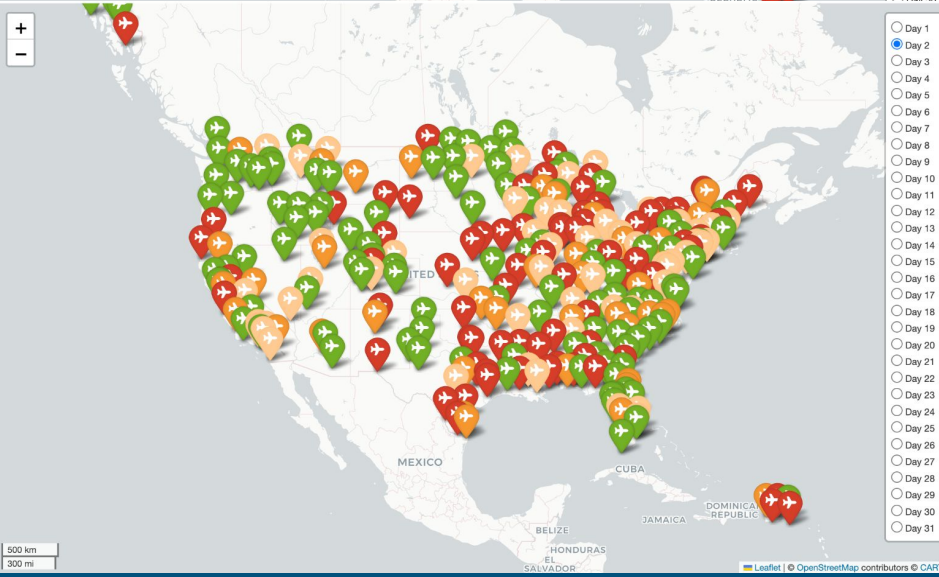 +
−
Day 1
Day 2
Day 3
Day 4
Day 5
Day 6
Day 7
Day 8
Day 9
Day 10
Day 11
Day 12
Day 13
Day 14
Day 15
Day 16
Day 17
Day 18
Day 19
Day 20
Day 21
Day 22
Day 23
Day 24
Day 25
Day 26
Day 27
Day 28
Day 29
Day 30
Day 31
ITED
MEXICO
CUBA
DOMINICA
REPUBLIC
JAMAICA
BELIZE
HONDURAS
EL
SALVADOR
500 km
300 mi
Leaflet | © OpenStreetMap contributors © CAR